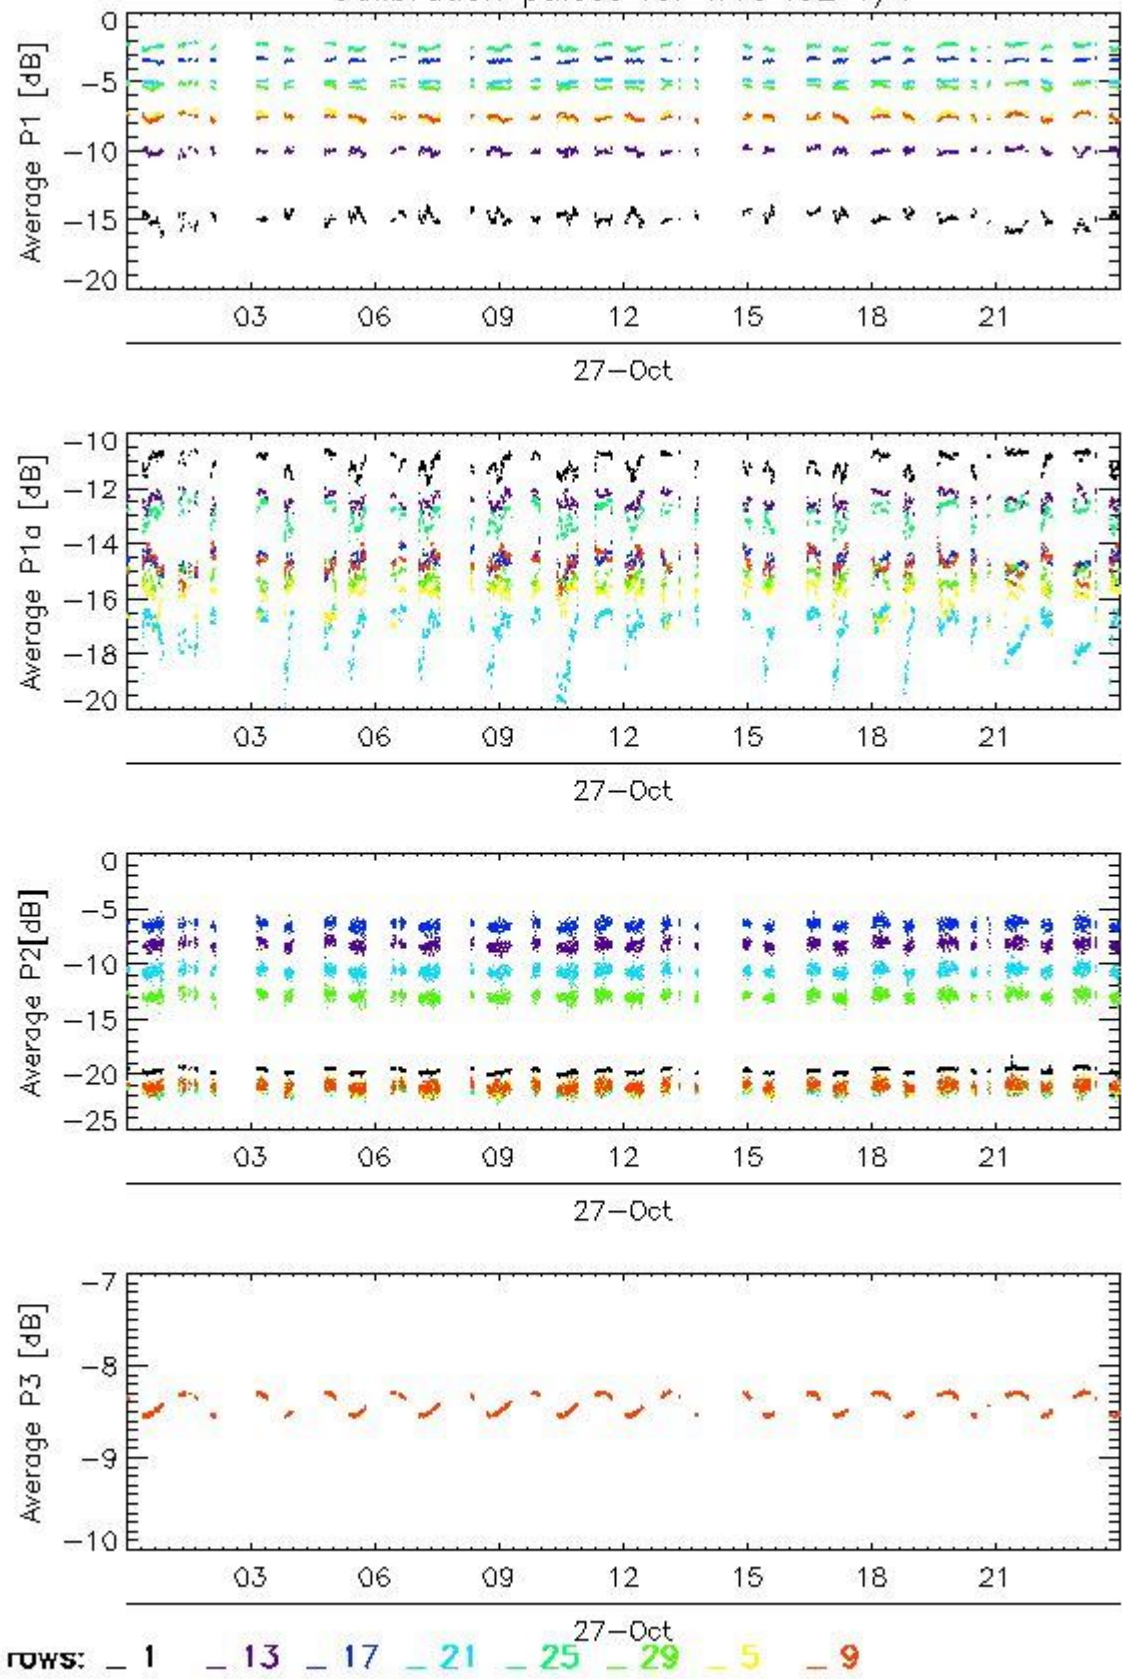 Average P1 [dB]
0
−5
−10
−15
−20
03 06 09 12 15 18 21
27−Oct
Average P1a [dB]
−10
−12
−14
−16
−18
−20
03 06 09 12 15 18 21
27−Oct
Average P2[dB]
0
−5
−10
−15
−20
−25
03 06 09 12 15 18 21
27−Oct
Average P3 [dB]
−7
−8
−9
−10
03 06 09 12 15 18 21
27−Oct
rows: _ 1 _ 13 _ 17 _ 21 _ 25 _ 29 _ 5 _ 9